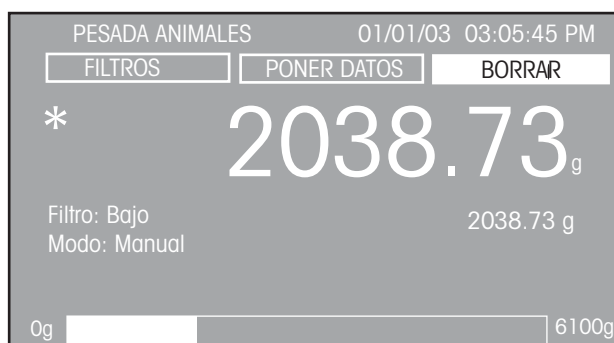 PESADA ANIMALES 01/01/03 03:05:45 PM
FILTROS PONER DATOS BORRAR
* 2038.73 g
Filtro: Bajo 2038.73 g
Modo: Manual
0g 6100g